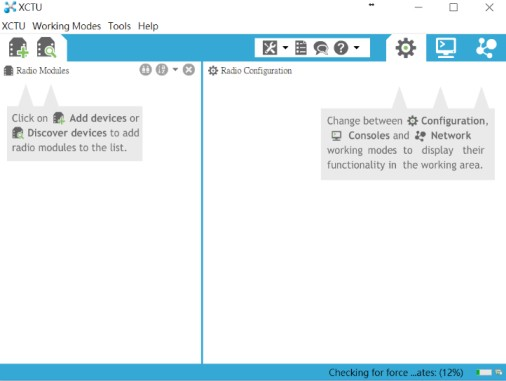 XCTU
XCTU Working Modes Tools Help
Radio Modules
Radio Configuration
Click on Add devices or
Discover devices to add
radio modules to the list.
Change between Configuration,
Consoles and Network
working modes to display their
functionality in the working area.
Checking for force ...ates: (12%)